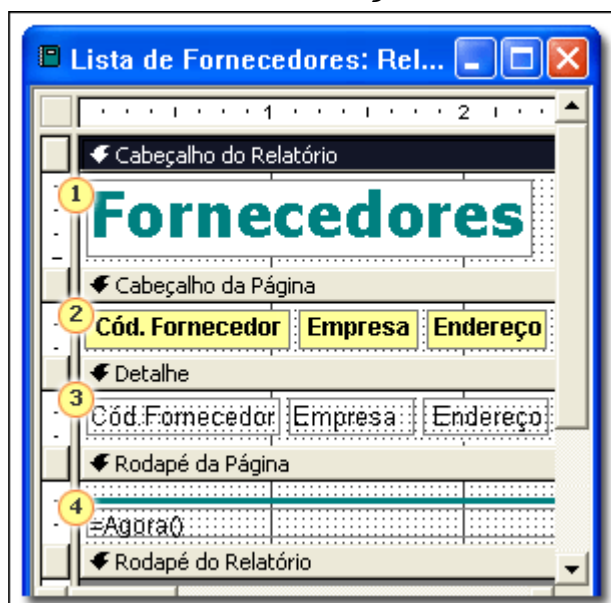 Lista de Fornecedores: Rel...
1 2
Cabeçalho do Relatório
1
Fornecedores
Cabeçalho da Página
2
Cód. Fornecedor Empresa Endereço
Detalhe
3
Cód.Fornecedor Empresa Endereço
Rodapé da Página
4
=Agora()
Rodapé do Relatório